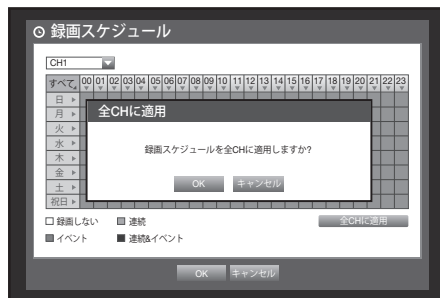 録画スケジュール
CH1
すべて 00 01 02 03 04 05 06 07 08 09 10 11 12 13 14 15 16 17 18 19 20 21 22 23
日
月
全CHに適用
火
水
録画スケジュールを全CHに適用しますか?
木
金
OK キャンセル
土
祝日
録画しない 連続 全CHに適用
イベント 連続&イベント
OK キャンセル